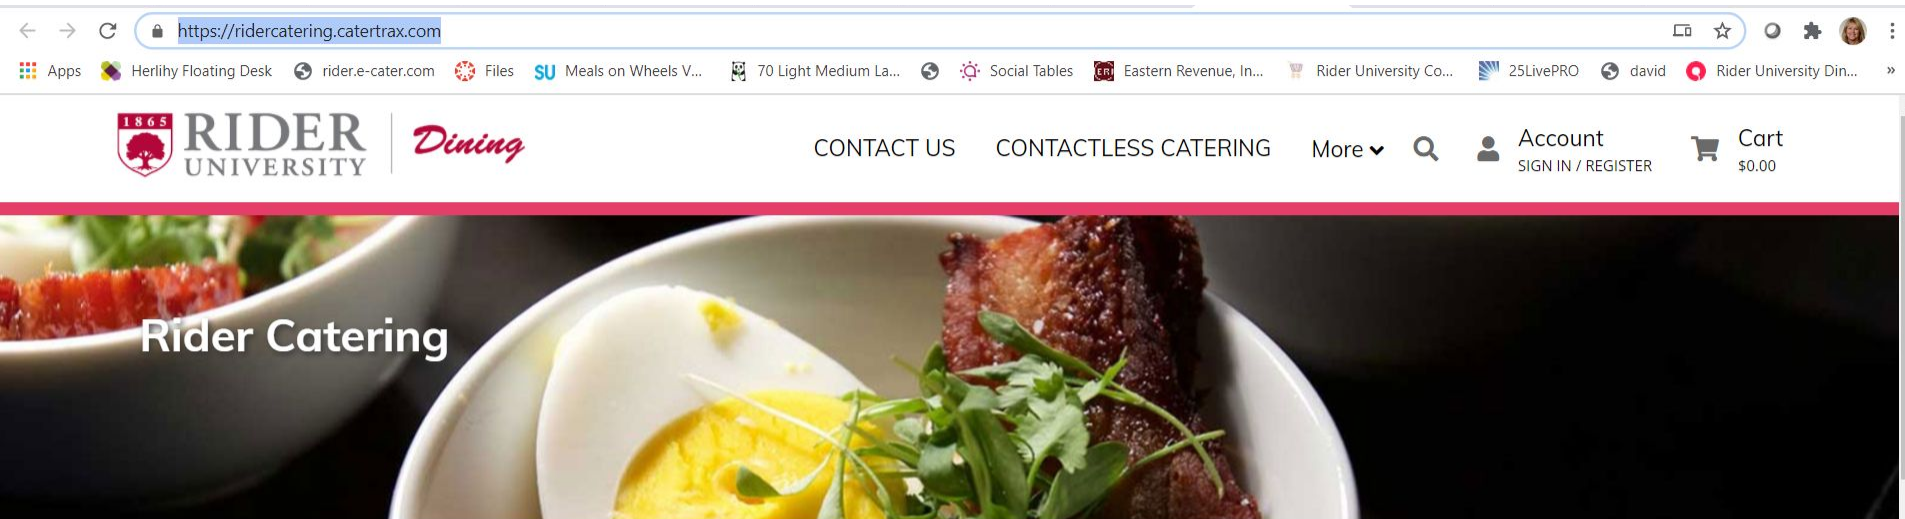 https://ridercatering.catertrax.com
Apps Herlihy Floating Desk rider.e-cater.com Files SU Meals on Wheels V... 70 Light Medium La... Social Tables ERI Eastern Revenue, In... Rider University Co... 25LivePRO david Rider University Din... »
1865 RIDER UNIVERSITY Dining
CONTACT US CONTACTLESS CATERING More Account Cart
SIGN IN / REGISTER $0.00
Rider Catering